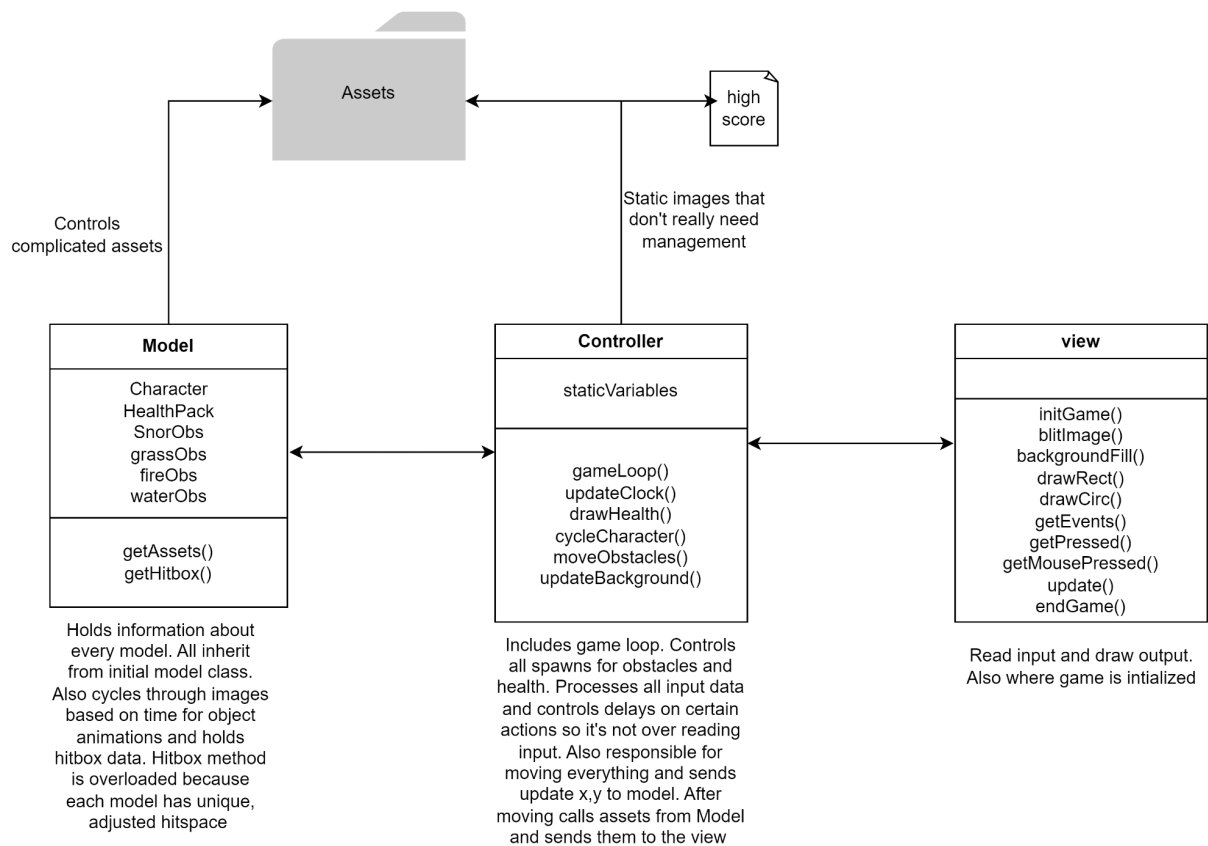 Assets
high
score
Controls
complicated assets
Static images that
don't really need
management
Model
Character
HealthPack
SnorObs
grassObs
fireObs
waterObs
getAssets()
getHitbox()
Holds information about
every model. All inherit
from initial model class.
Also cycles through images
based on time for object
animations and holds
hitbox data. Hitbox method
is overloaded because
each model has unique,
adjusted hitspace
Controller
staticVariables
gameLoop()
updateClock()
drawHealth()
cycleCharacter()
moveObstacles()
updateBackground()
Includes game loop. Controls
all spawns for obstacles and
health. Processes all input data
and controls delays on certain
actions so it's not over reading
input. Also responsible for
moving everything and sends
update x,y to model. After
moving calls assets from Model
and sends them to the view
view
initGame()
blitImage()
backgroundFill()
drawRect()
drawCirc()
getEvents()
getPressed()
getMousePressed()
update()
endGame()
Read input and draw output.
Also where game is intialized